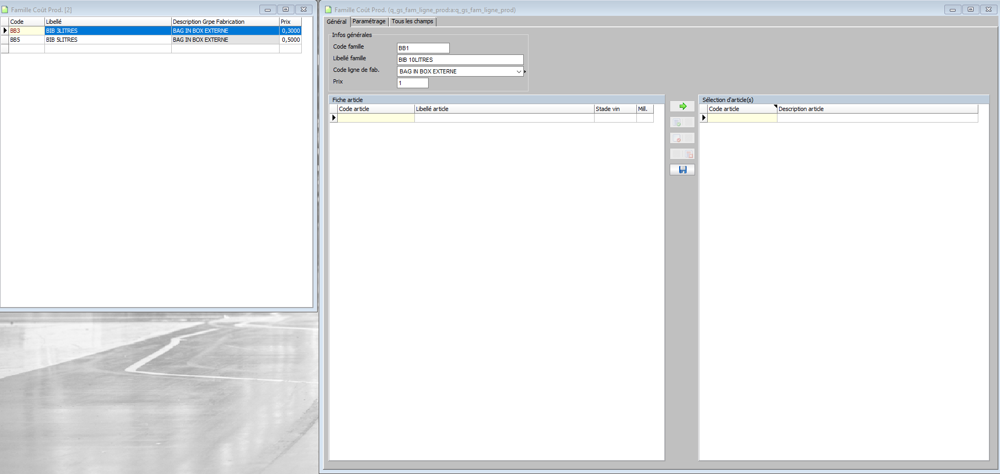 Famille Coût Prod. [2]
Code Libellé Description Grpe Fabrication Prix
BB3 BIB 3LITRES BAG IN BOX EXTERNE 0,3000
BB5 BIB 5LITRES BAG IN BOX EXTERNE 0,5000
Famille Coût Prod. (q_gs_fam_ligne_prod:a:q_gs_fam_ligne_prod)
Général Paramétrage Tous les champs
Infos générales
Code famille BB1
Libellé famille BIB 10LITRES
Code ligne de fab. BAG IN BOX EXTERNE
Prix 1
Fiche article
Code article Libellé article Stade vin Mill.
Sélection d'article(s)
Code article Description article